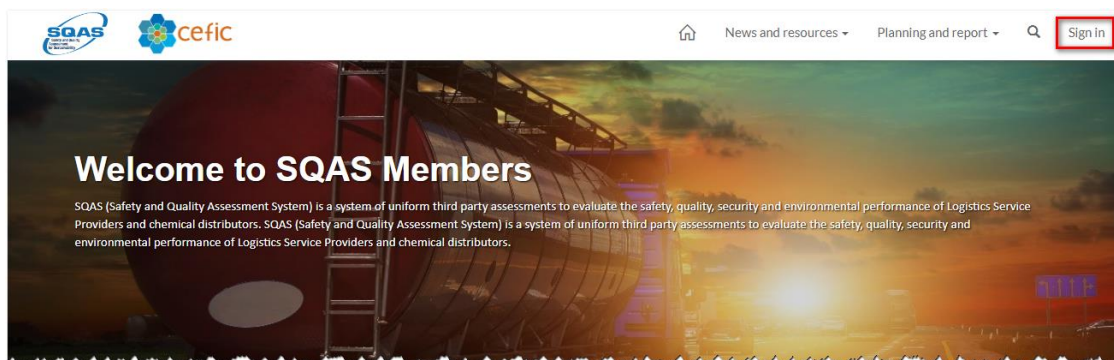 SQAS
cefic
News and resources
Planning and report
Sign in
Welcome to SQAS Members
SQAS (Safety and Quality Assessment System) is a system of uniform third party assessments to evaluate the safety, quality, security and environmental performance of Logistics Service
Providers and chemical distributors. SQAS (Safety and Quality Assessment System) is a system of uniform third party assessments to evaluate the safety, quality, security and
environmental performance of Logistics Service Providers and chemical distributors.